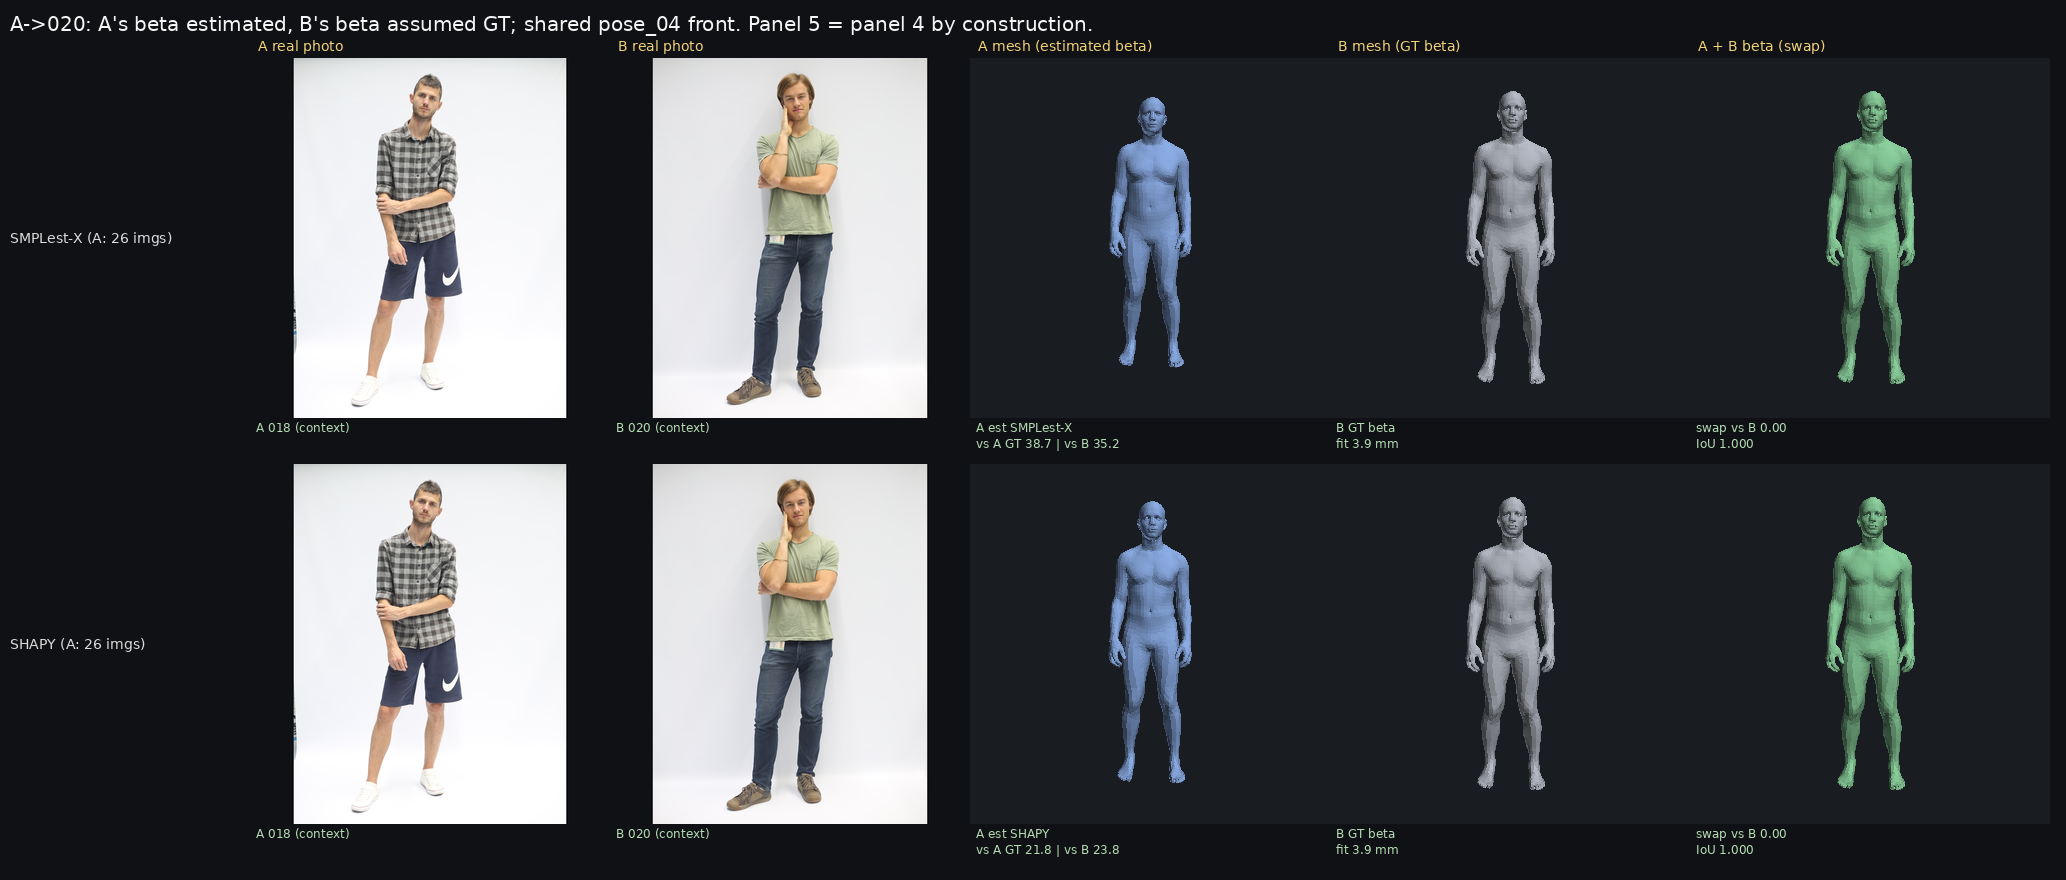 A->020: A's beta estimated, B's beta assumed GT; shared pose_04 front. Panel 5 = panel 4 by construction.
A real photo
B real photo
A mesh (estimated beta)
B mesh (GT beta)
A + B beta (swap)
SMPLest-X (A: 26 imgs)
A 018 (context)
B 020 (context)
A est SMPLest-X
vs A GT 38.7 | vs B 35.2
B GT beta
fit 3.9 mm
swap vs B 0.00
IoU 1.000
SHAPY (A: 26 imgs)
A 018 (context)
B 020 (context)
A est SHAPY
vs A GT 21.8 | vs B 23.8
B GT beta
fit 3.9 mm
swap vs B 0.00
IoU 1.000